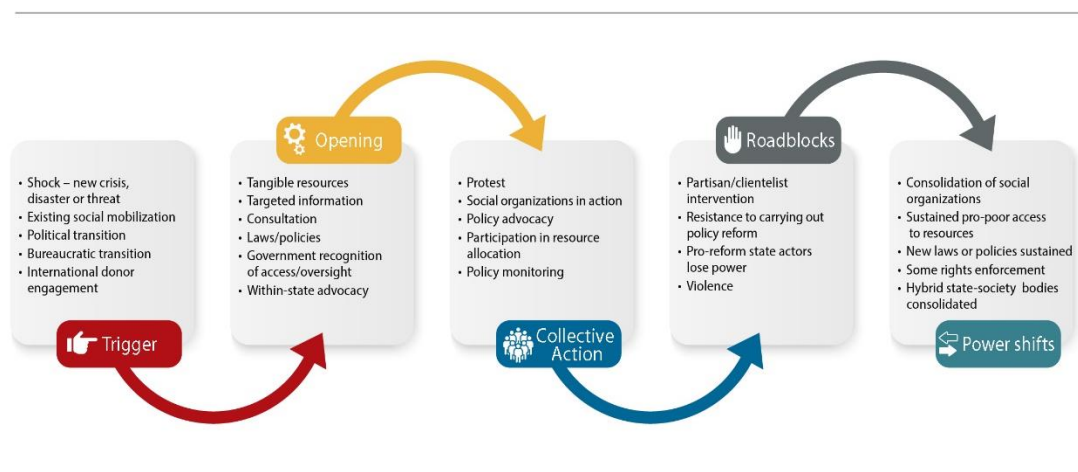 Trigger
• Shock – new crisis,
disaster or threat
• Existing social mobilization
• Political transition
• Bureaucratic transition
• International donor
engagement
Opening
• Tangible resources
• Targeted information
• Consultation
• Laws/policies
• Government recognition
of access/oversight
• Within-state advocacy
Collective
Action
• Protest
• Social organizations in action
• Policy advocacy
• Participation in resource
allocation
• Policy monitoring
Roadblocks
• Partisan/clientelist
intervention
• Resistance to carrying out
policy reform
• Pro-reform state actors
lose power
• Violence
Power shifts
• Consolidation of social
organizations
• Sustained pro-poor access
to resources
• New laws or policies sustained
• Some rights enforcement
• Hybrid state-society bodies
consolidated